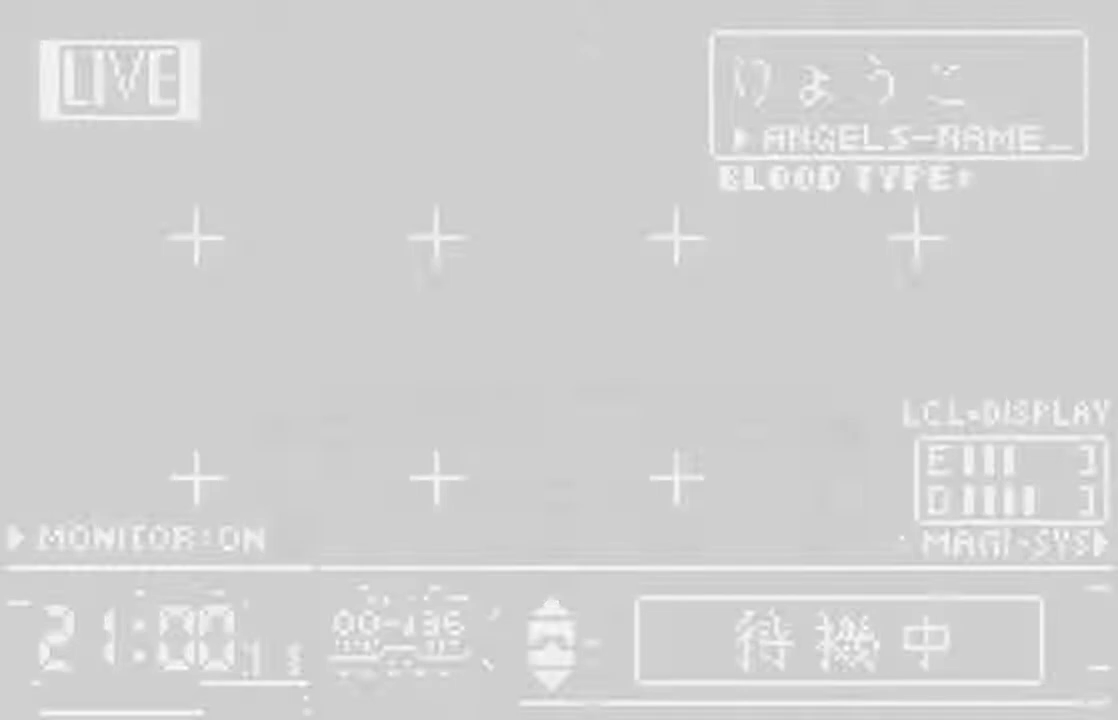 LIVE
りょうこ
ANGELS-NAME_
BLOOD TYPE:
LCL-DISPLAY
E
D
MONITOR:ON
MAGI-SYS
21:00
待機中